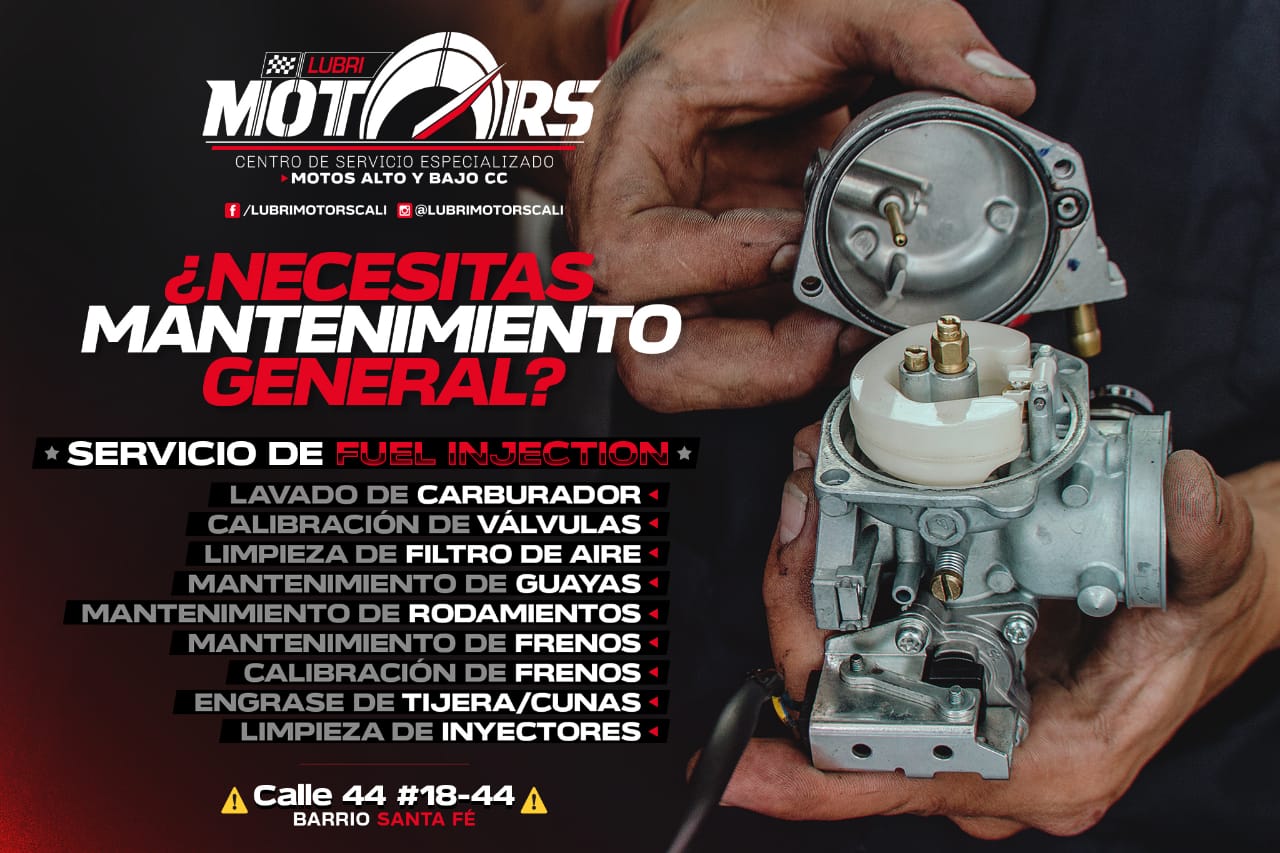 LUBRI
MOTORS
CENTRO DE SERVICIO ESPECIALIZADO
MOTOS ALTO Y BAJO CC
/LUBRIMOTORSCALI @LUBRIMOTORSCALI
¿NECESITAS
MANTENIMIENTO
GENERAL?
SERVICIO DE FUEL INJECTION
LAVADO DE CARBURADOR
CALIBRACIÓN DE VÁLVULAS
LIMPIEZA DE FILTRO DE AIRE
MANTENIMIENTO DE GUAYAS
MANTENIMIENTO DE RODAMIENTOS
MANTENIMIENTO DE FRENOS
CALIBRACIÓN DE FRENOS
ENGRASE DE TIJERA/CUNAS
LIMPIEZA DE INYECTORES
Calle 44 #18-44
BARRIO SANTA FÉ